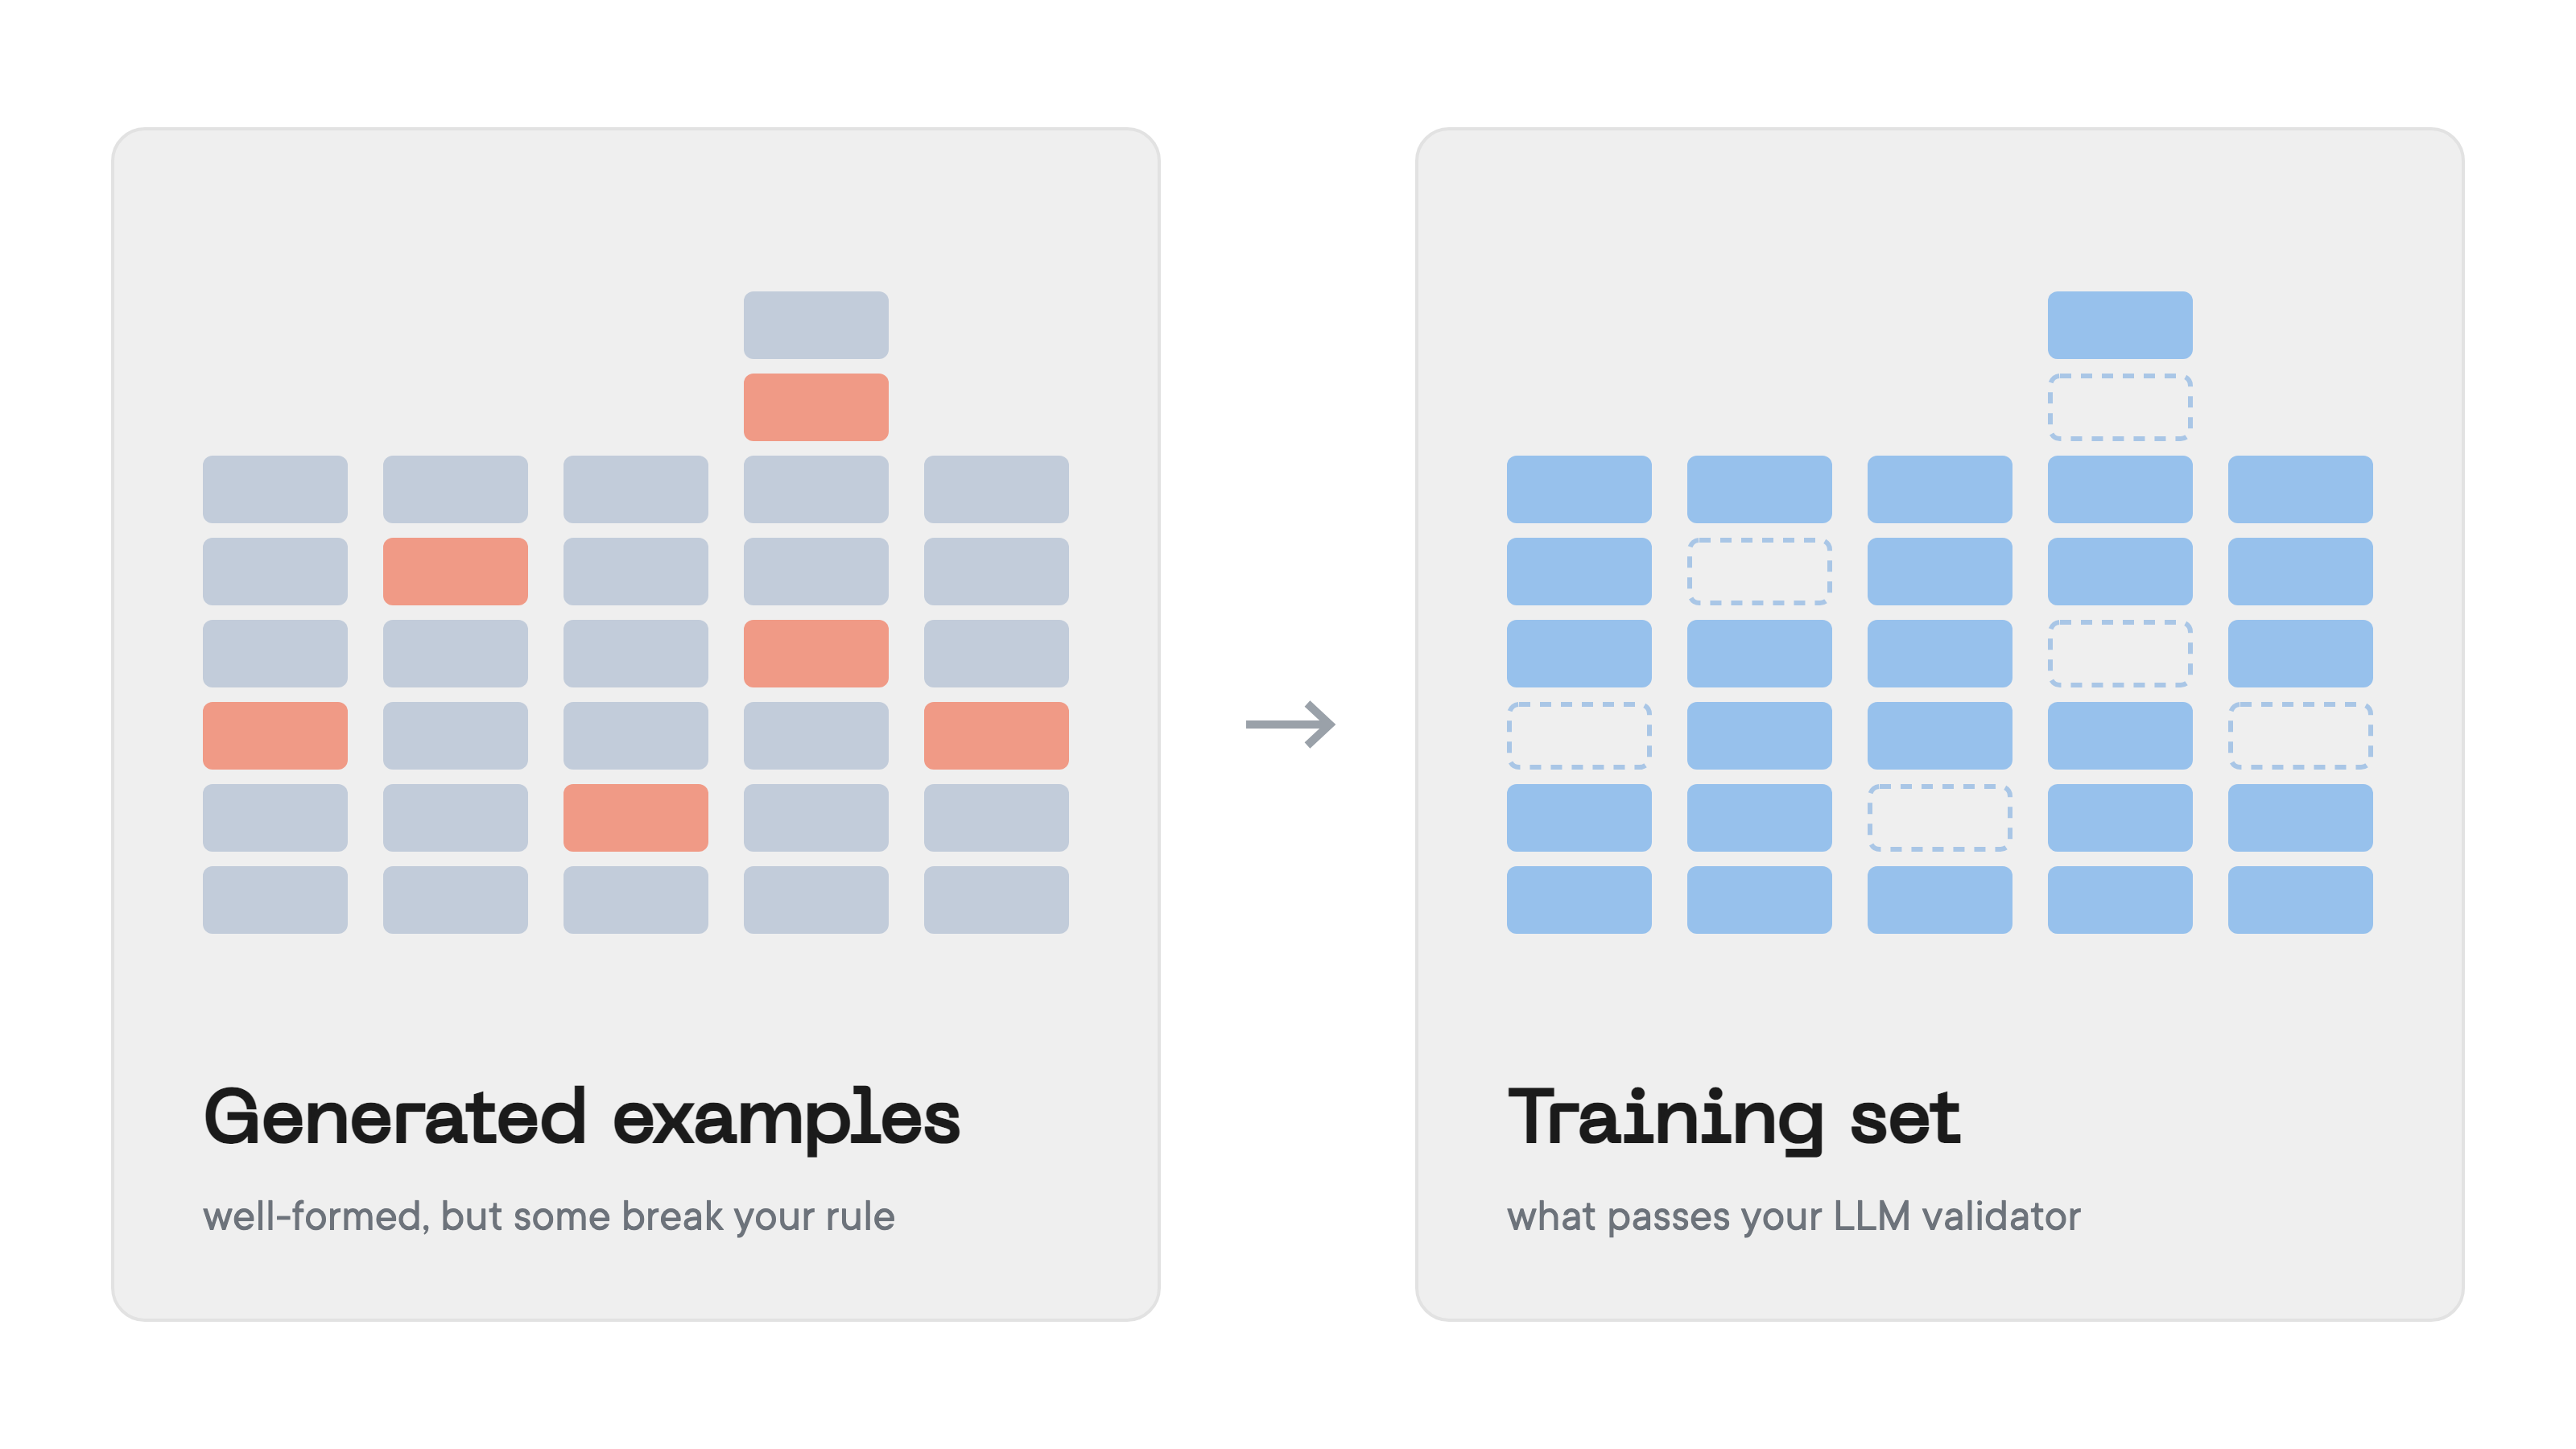 Generated examples
well-formed, but some break your rule
Training set
what passes your LLM validator